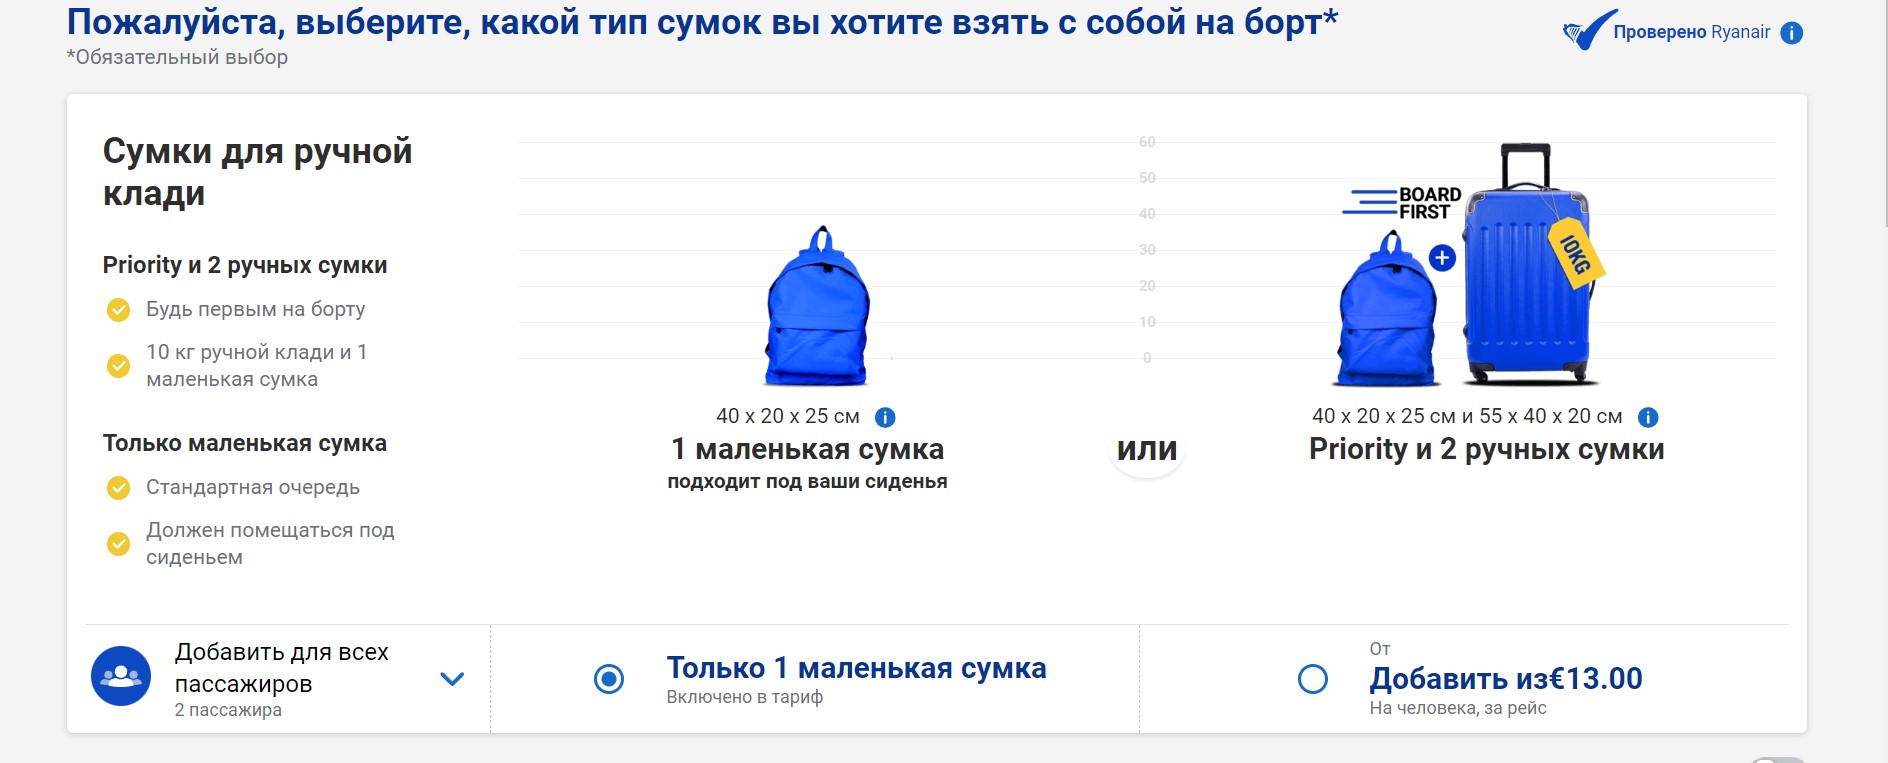 Пожалуйста, выберите, какой тип сумок вы хотите взять с собой на борт*
*Обязательный выбор
Проверено Ryanair
Сумки для ручной
клади
Priority и 2 ручных сумки
Будь первым на борту
10 кг ручной клади и 1
маленькая сумка
Только маленькая сумка
Стандартная очередь
Должен помещаться под
сиденьем
60
50
40
30
20
10
0
BOARD
FIRST
10KG
40 x 20 x 25 см
1 маленькая сумка
подходит под ваши сиденья
или
40 x 20 x 25 см и 55 x 40 x 20 см
Priority и 2 ручных сумки
Добавить для всех
пассажиров
2 пассажира
Только 1 маленькая сумка
Включено в тариф
От
Добавить из€13.00
На человека, за рейс